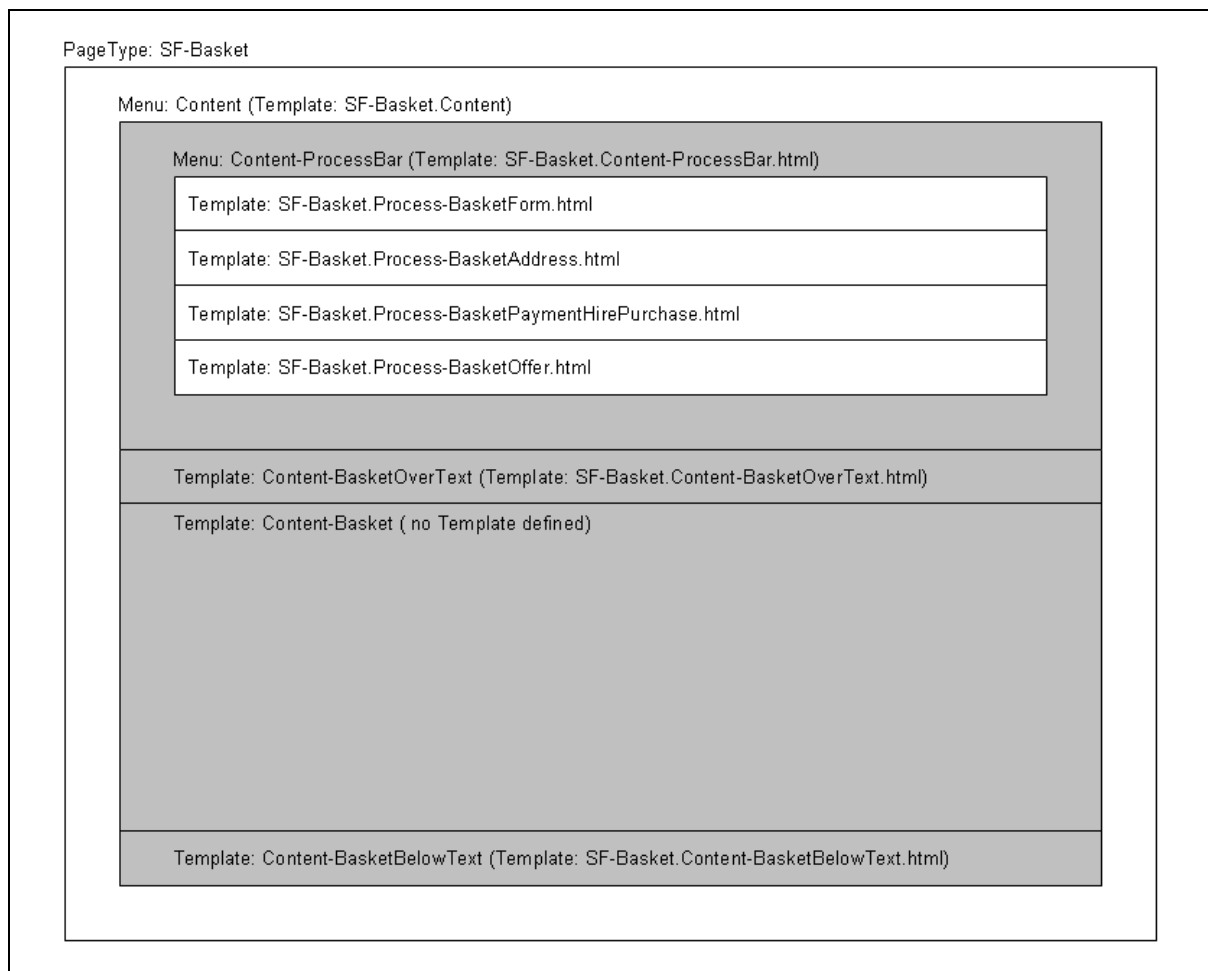 PageType: SF-Basket
Menu: Content (Template: SF-Basket.Content)
Menu: Content-ProcessBar (Template: SF-Basket.Content-ProcessBar.html)
Template: SF-Basket.Process-BasketForm.html
Template: SF-Basket.Process-BasketAddress.html
Template: SF-Basket.Process-BasketPaymentHirePurchase.html
Template: SF-Basket.Process-BasketOffer.html
Template: Content-BasketOverText (Template: SF-Basket.Content-BasketOverText.html)
Template: Content-Basket ( no Template defined)
Template: Content-BasketBelowText (Template: SF-Basket.Content-BasketBelowText.html)